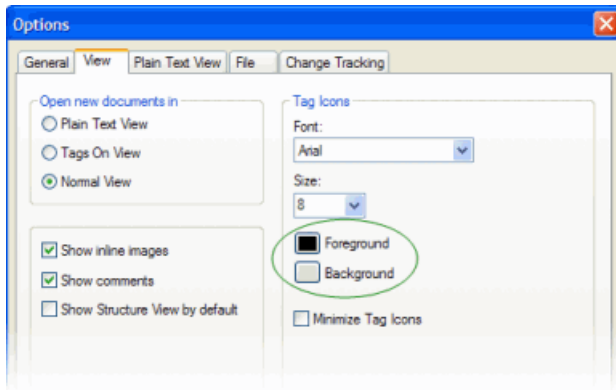 Options
General View Plain Text View File Change Tracking
Open new documents in
Plain Text View
Tags On View
Normal View
Show inline images
Show comments
Show Structure View by default
Tag Icons
Font:
Arial
Size:
8
Foreground
Background
Minimize Tag Icons